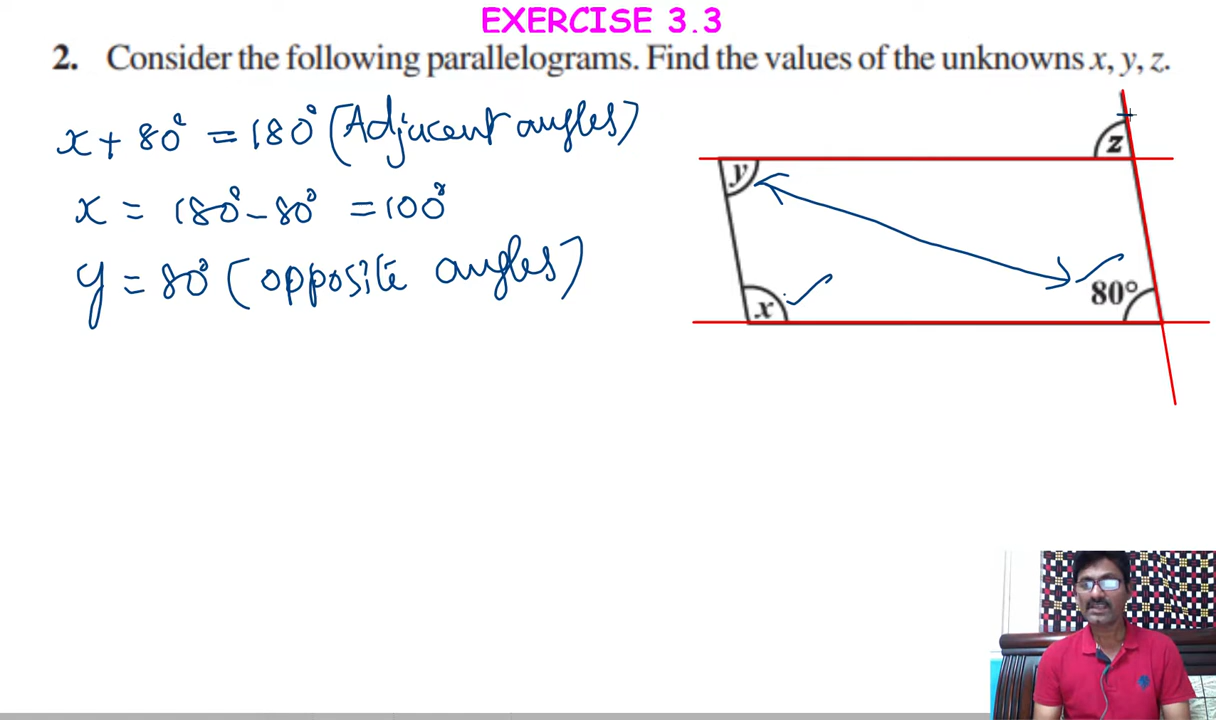 EXERCISE 3.3
2. Consider the following parallelograms. Find the values of the unknowns x, y, z.
x + 80° = 180° (Adjacent angles)
x = 180° - 80° = 100°
y = 80° (opposite angles)
z
y
80°
x